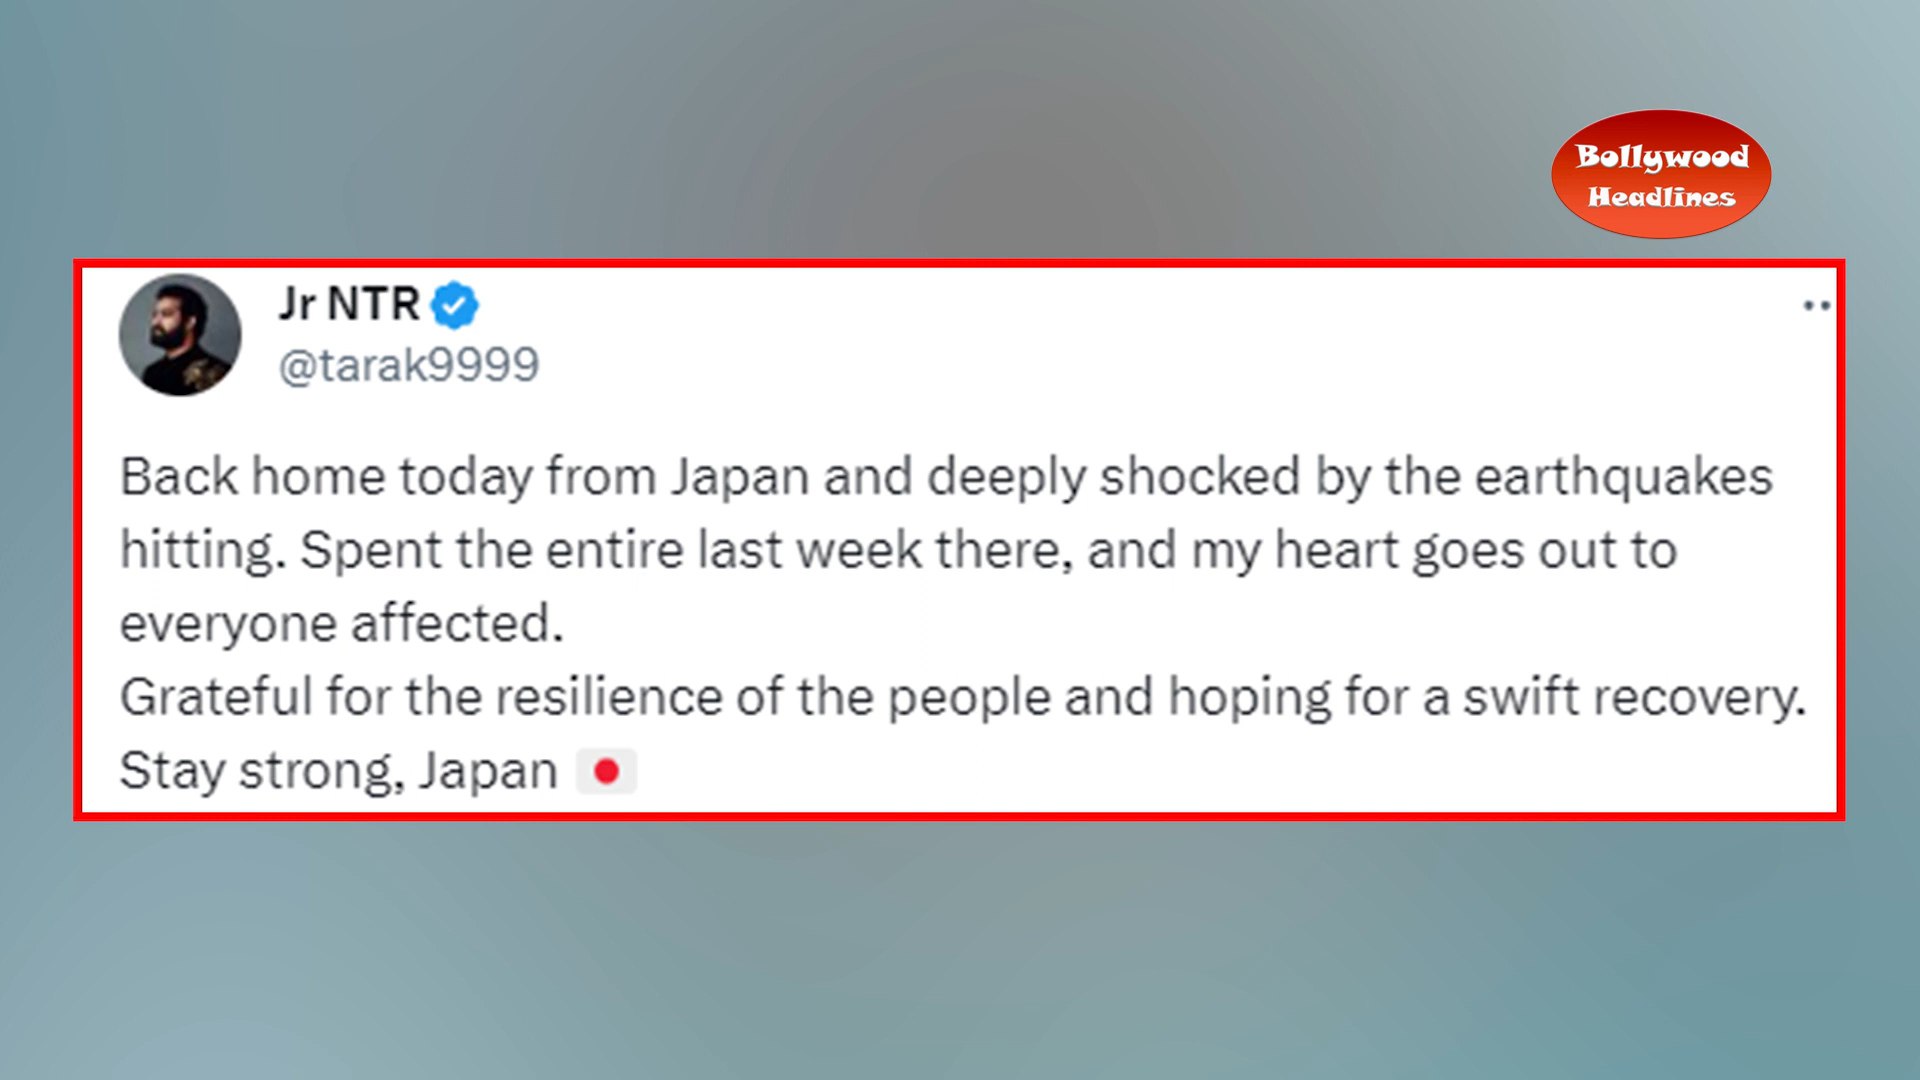 Bollywood
Headlines
Jr NTR
@tarak9999
Back home today from Japan and deeply shocked by the earthquakes
hitting. Spent the entire last week there, and my heart goes out to
everyone affected.
Grateful for the resilience of the people and hoping for a swift recovery.
Stay strong, Japan 🇯🇵